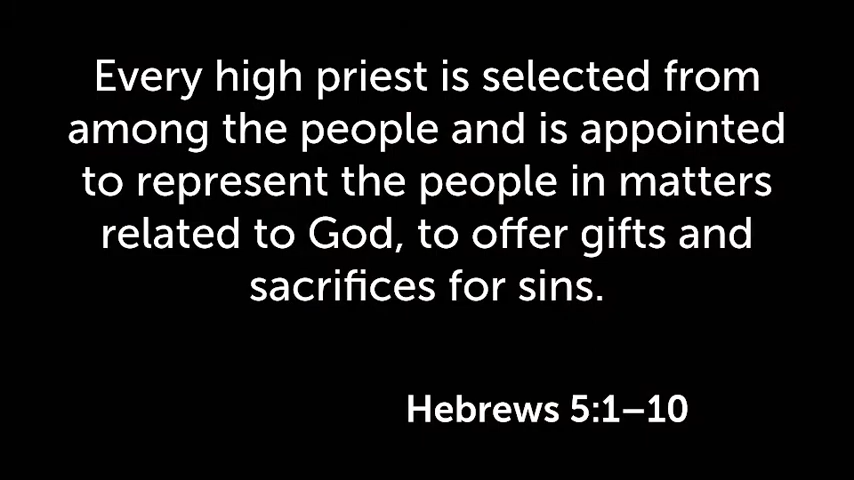 Every high priest is selected from
among the people and is appointed
to represent the people in matters
related to God, to offer gifts and
sacrifices for sins.
Hebrews 5:1–10